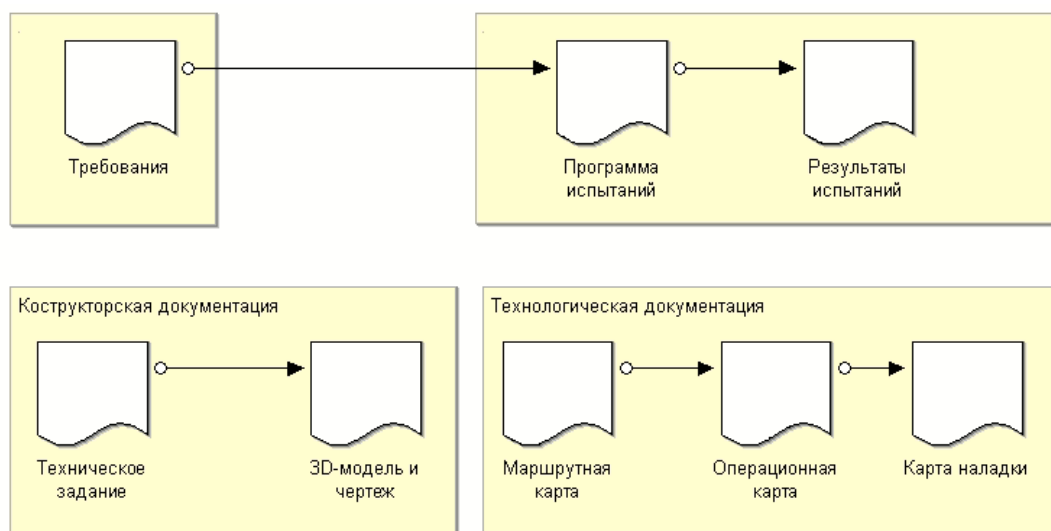 Требования
Программа
испытаний
Результаты
испытаний
Кострукторская документация
Технологическая документация
Техническое
задание
3D-модель и
чертеж
Маршрутная
карта
Операционная
карта
Карта наладки